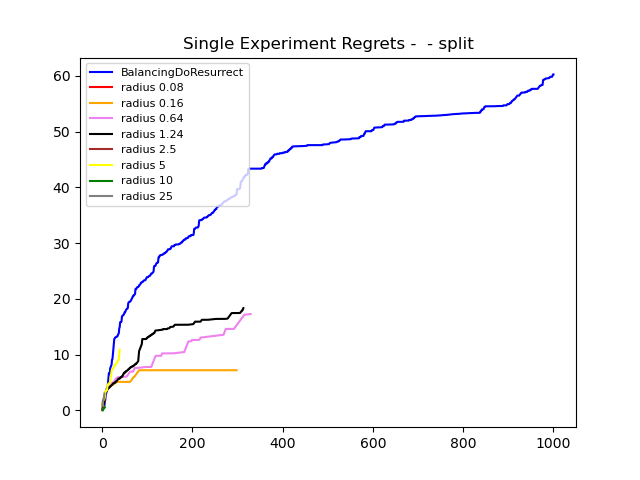 Single Experiment Regrets -  - split
BalancingDoResurrect
radius 0.08
radius 0.16
radius 0.64
radius 1.24
radius 2.5
radius 5
radius 10
radius 25
60
50
40
30
20
10
0
0 200 400 600 800 1000